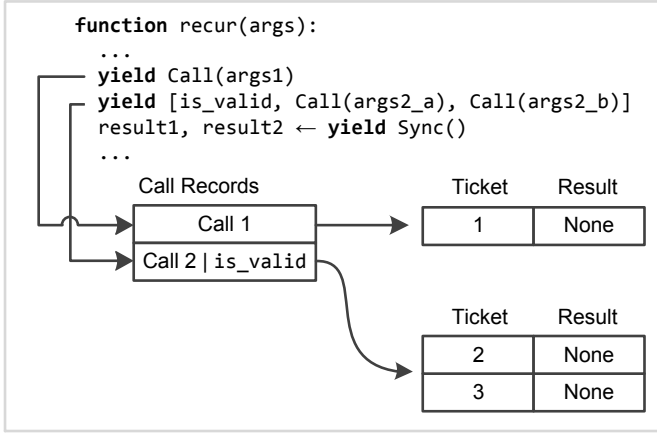 function recur(args):
...
yield Call(args1)
yield [is_valid, Call(args2_a), Call(args2_b)]
result1, result2 ← yield Sync()
...
Call Records
Call 1
Call 2 | is_valid
Ticket Result
1 None
Ticket Result
2 None
3 None